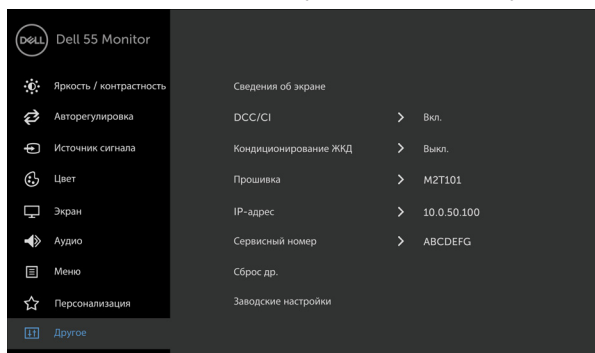 DELL Dell 55 Monitor
Яркость / контрастность Сведения об экране
Авторегулировка DCC/CI Вкл.
Источник сигнала Кондиционирование ЖКД Выкл.
Цвет Прошивка M2T101
Экран IP-адрес 10.0.50.100
Аудио Сервисный номер ABCDEFG
Меню Сброс др.
Персонализация Заводские настройки
Другое